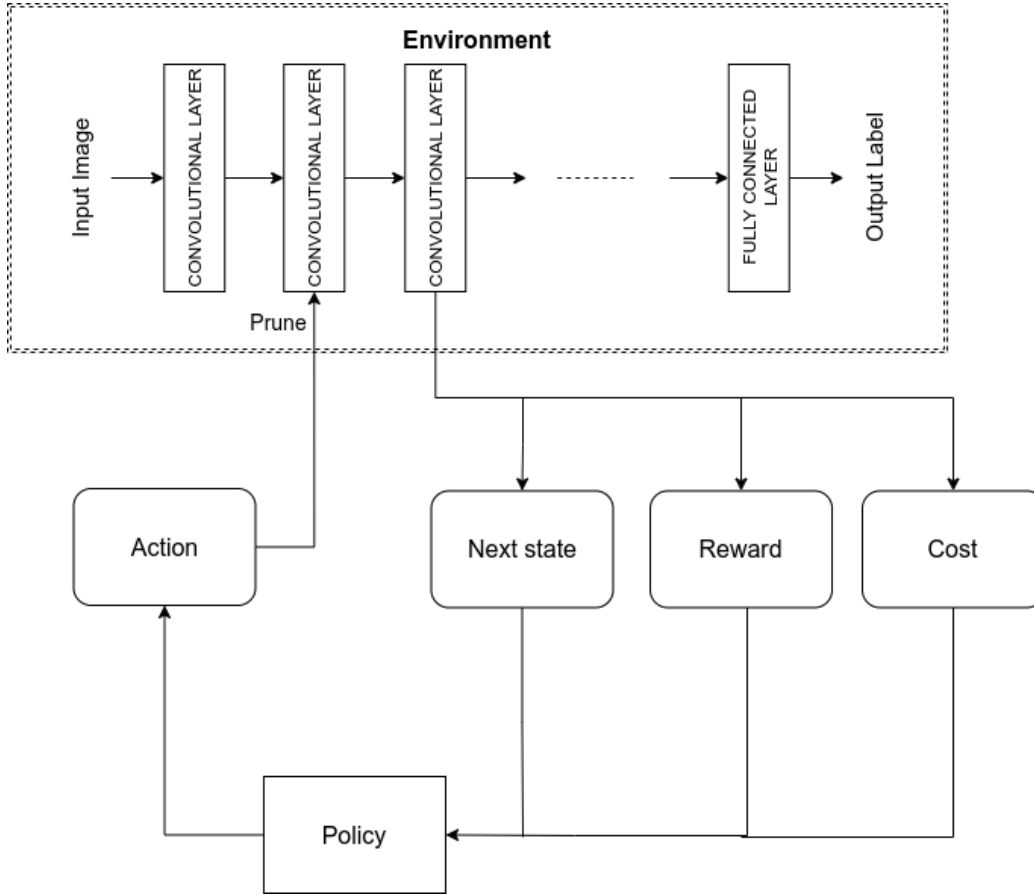 Environment
Input Image
CONVOLUTIONAL LAYER
CONVOLUTIONAL LAYER
CONVOLUTIONAL LAYER
FULLY CONNECTED
LAYER
Output Label
Prune
Action
Next state
Reward
Cost
Policy